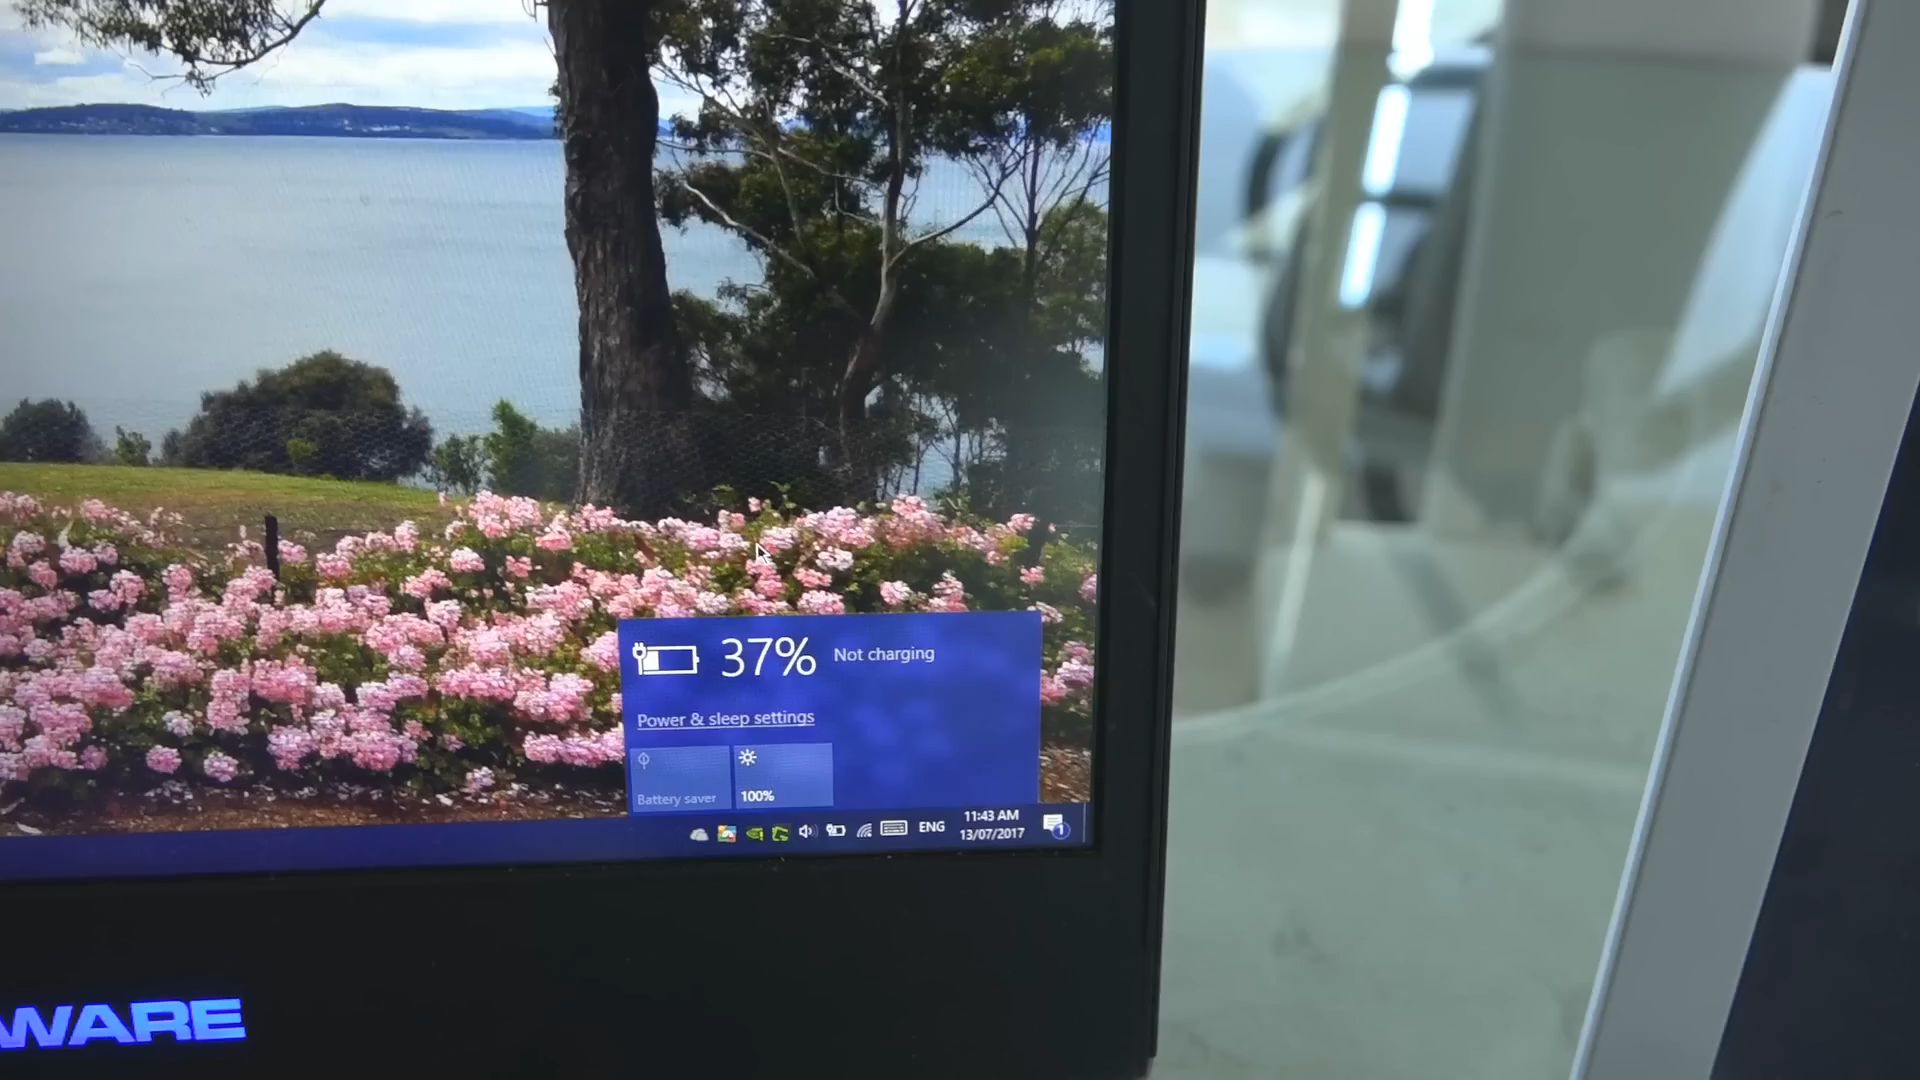 37% Not charging
Power & sleep settings
Battery saver
100%
ENG
11:43 AM
13/07/2017
1
WARE